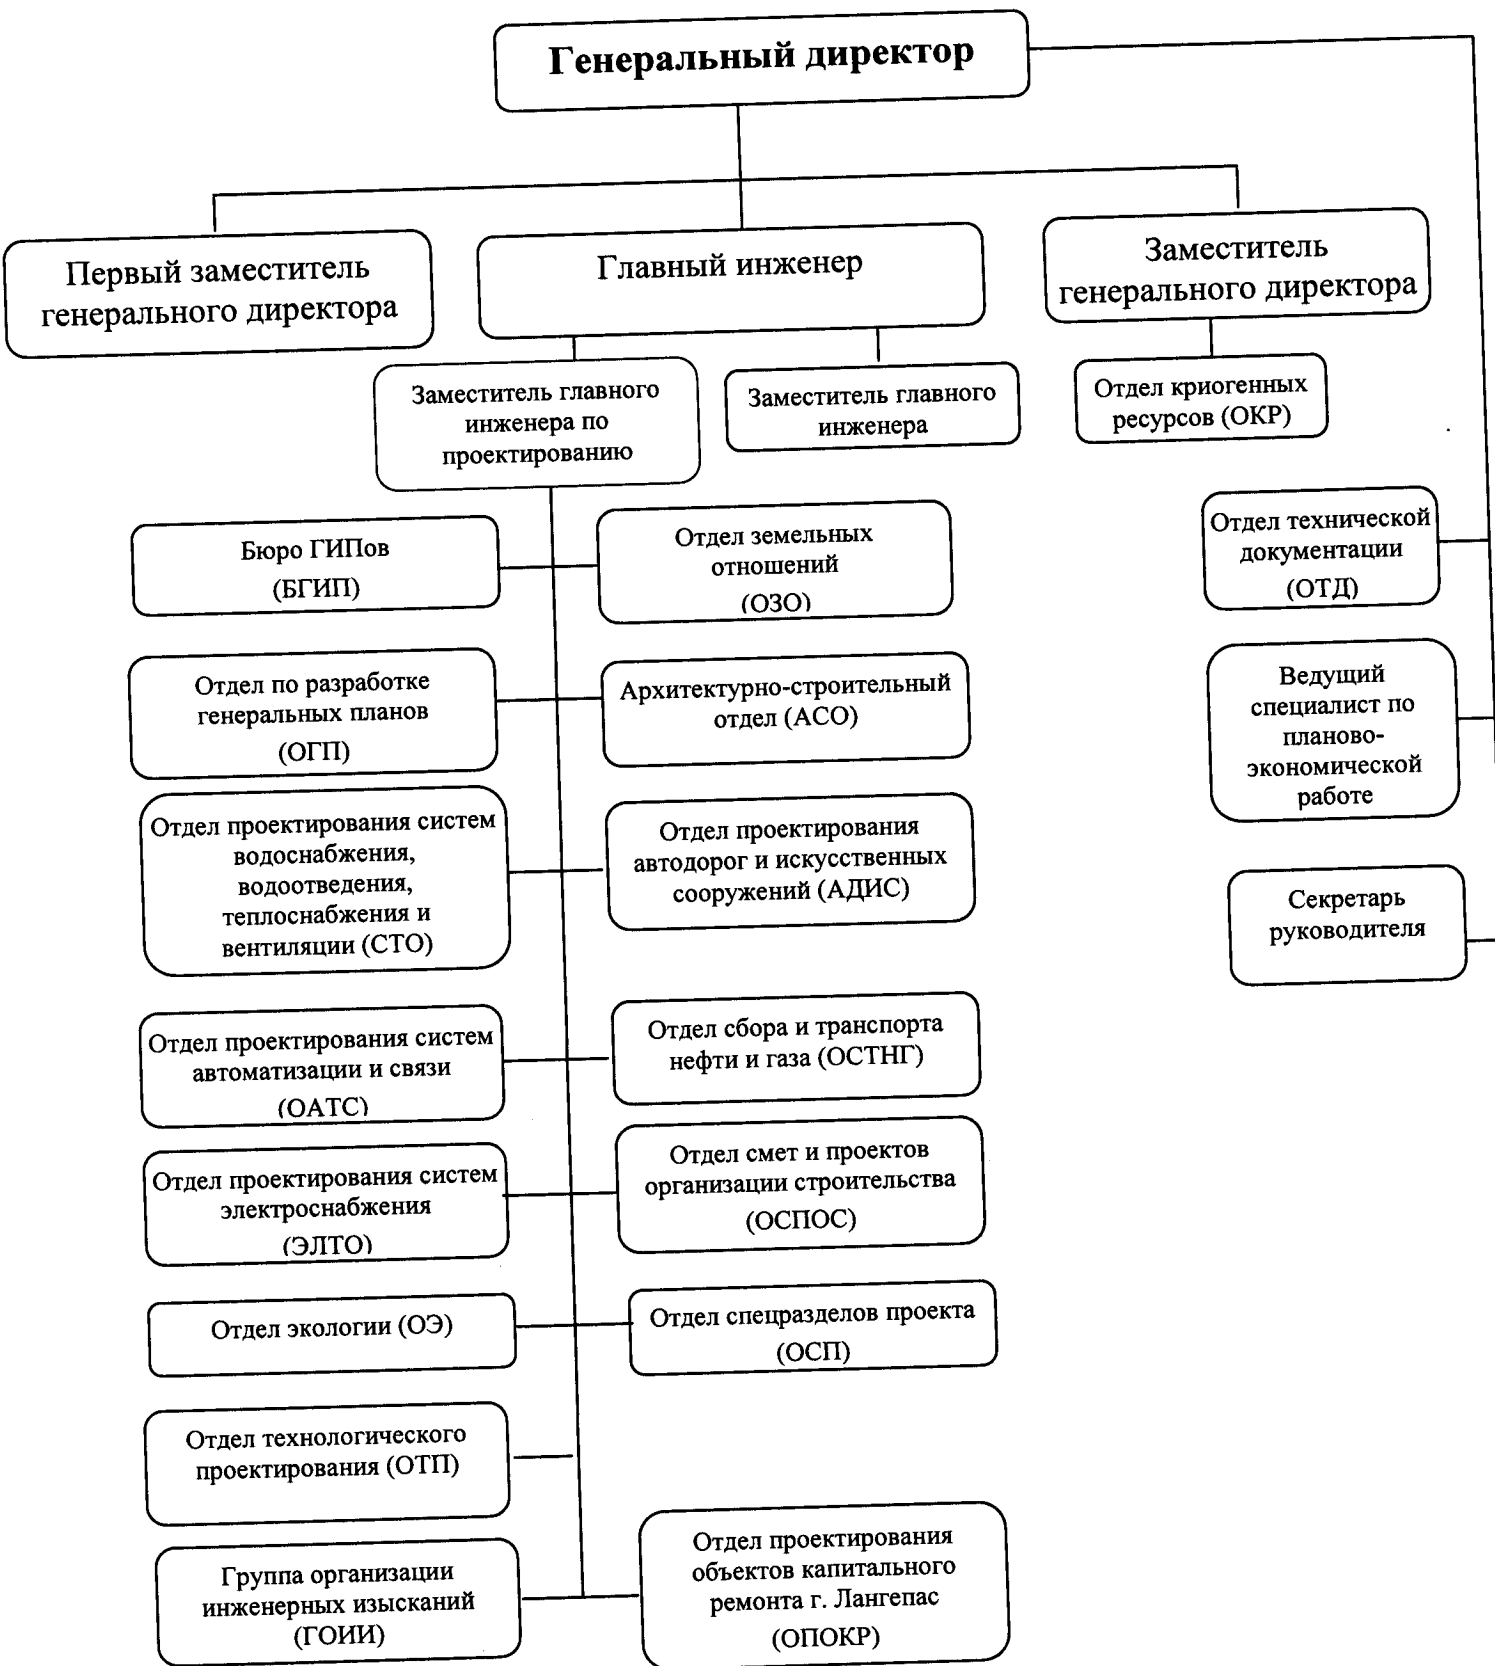 Генеральный директор
Первый заместитель
генерального директора
Главный инженер
Заместитель
генерального директора
Заместитель главного
инженера по
проектированию
Заместитель главного
инженера
Отдел криогенных
ресурсов (ОКР)
Бюро ГИПов
(БГИП)
Отдел земельных
отношений
(ОЗО)
Отдел технической
документации
(ОТД)
Отдел по разработке
генеральных планов
(ОГП)
Архитектурно-строительный
отдел (АСО)
Ведущий
специалист по
планово-
экономической
работе
Отдел проектирования систем
водоснабжения,
водоотведения,
теплоснабжения и
вентиляции (СТО)
Отдел проектирования
автодорог и искусственных
сооружений (АДИС)
Секретарь
руководителя
Отдел проектирования систем
автоматизации и связи
(ОАТС)
Отдел сбора и транспорта
нефти и газа (ОСТНГ)
Отдел проектирования систем
электроснабжения
(ЭЛТО)
Отдел смет и проектов
организации строительства
(ОСПОС)
Отдел экологии (ОЭ)
Отдел спецразделов проекта
(ОСП)
Отдел технологического
проектирования (ОТП)
Группа организации
инженерных изысканий
(ГОИИ)
Отдел проектирования
объектов капитального
ремонта г. Лангепас
(ОПОКР)